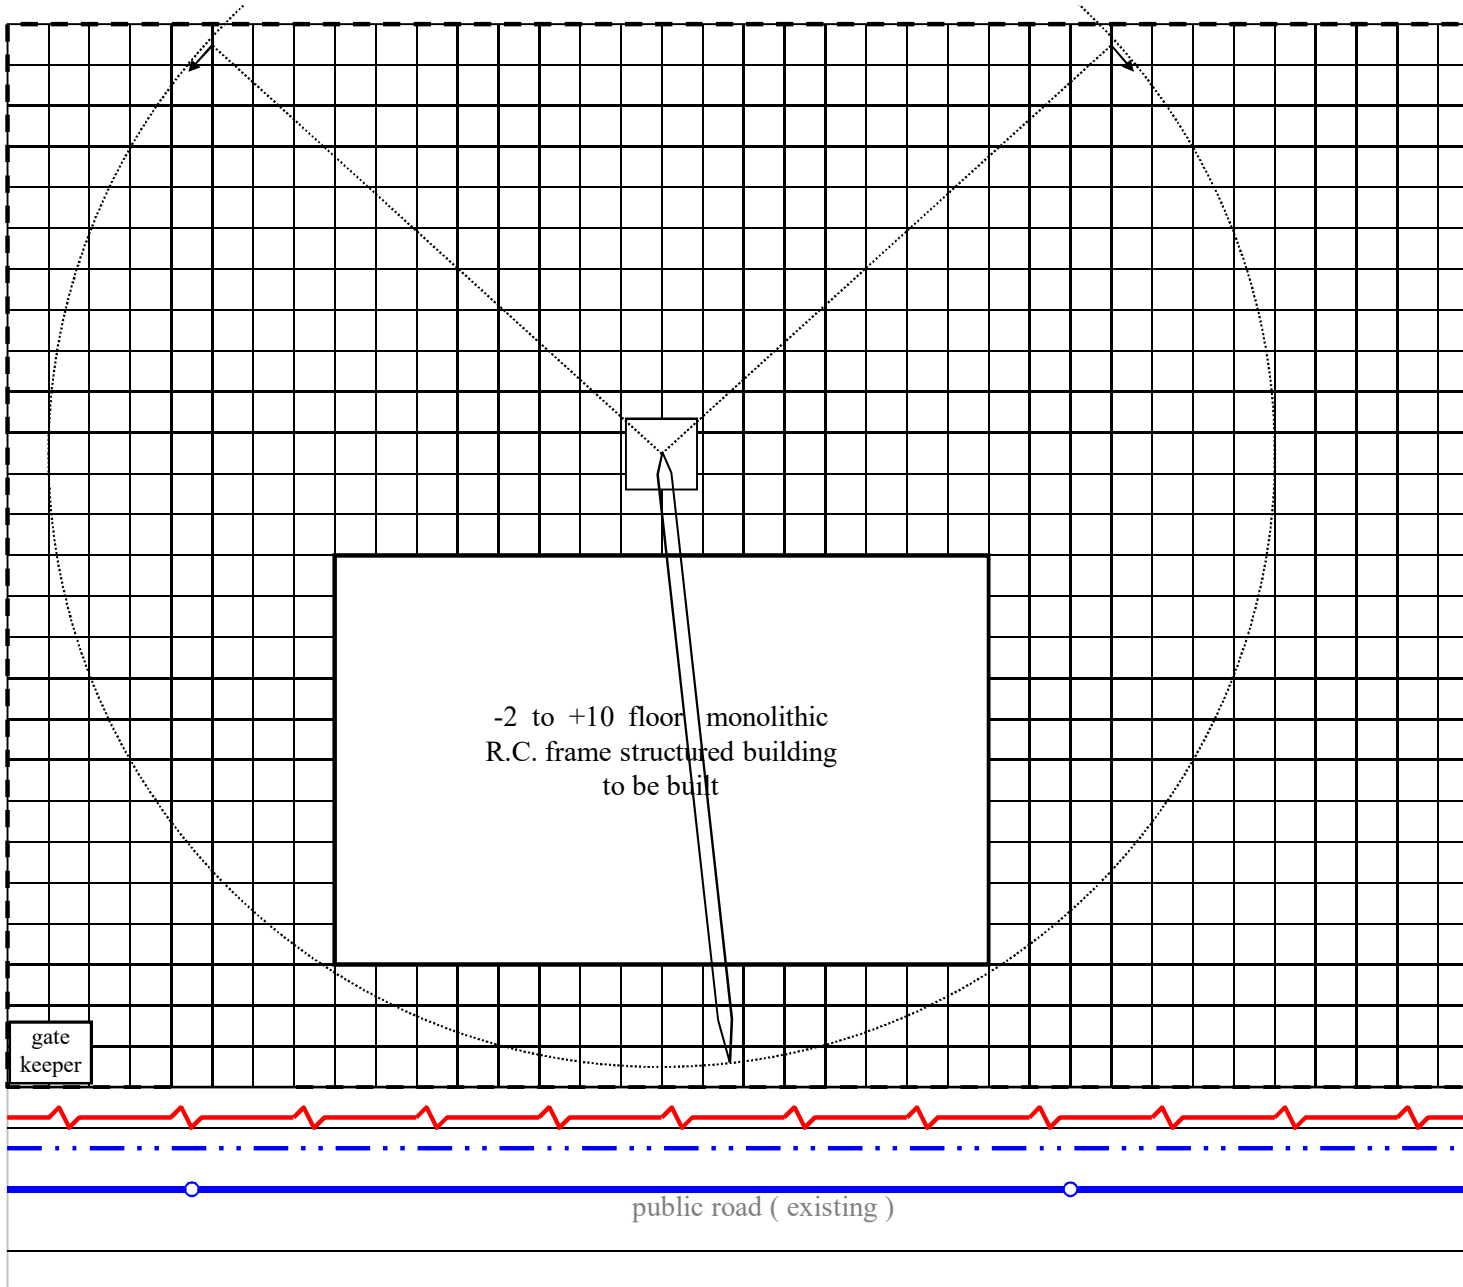 -2 to +10 floor monolithic
R.C. frame structured building
to be built
gate
keeper
public road ( existing )